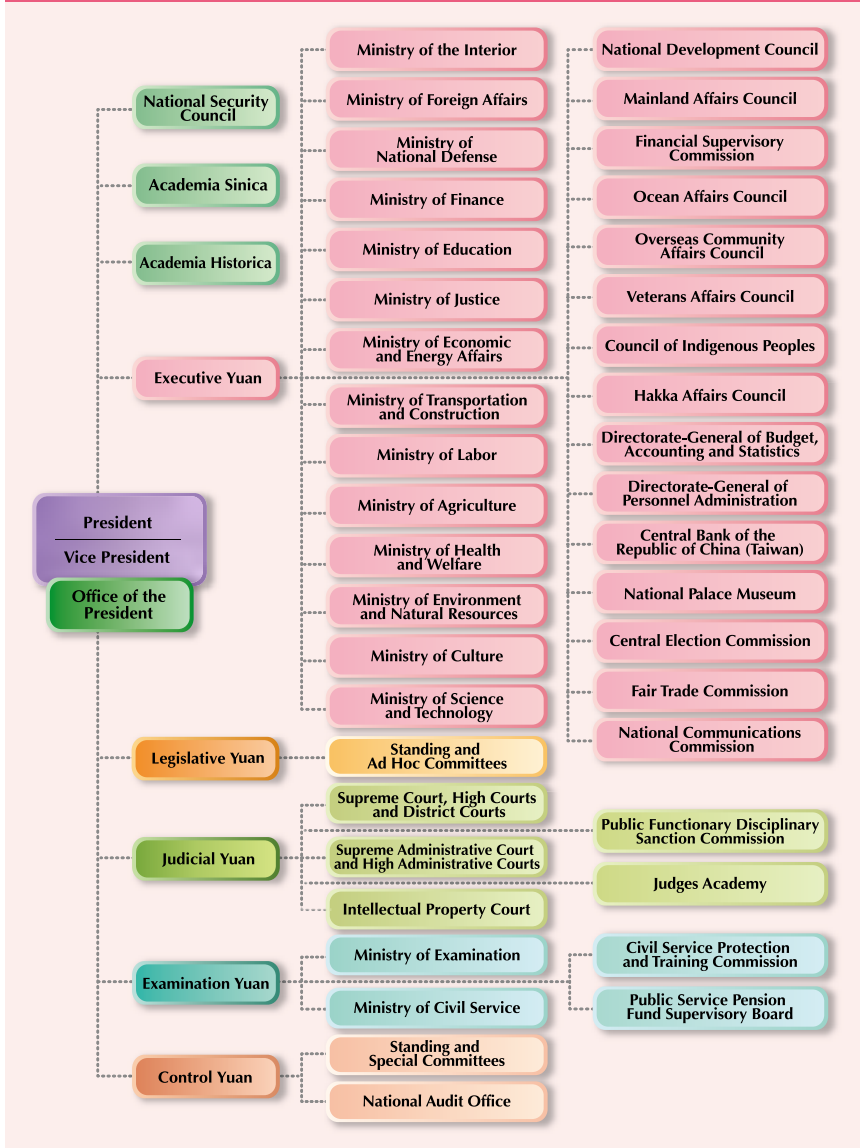 President
Vice President
Office of the
President
National Security
Council
Academia Sinica
Academia Historica
Executive Yuan
Ministry of the Interior
Ministry of Foreign Affairs
Ministry of
National Defense
Ministry of Finance
Ministry of Education
Ministry of Justice
Ministry of Economic
and Energy Affairs
Ministry of Transportation
and Construction
Ministry of Labor
Ministry of Agriculture
Ministry of Health
and Welfare
Ministry of Environment
and Natural Resources
Ministry of Culture
Ministry of Science
and Technology
National Development Council
Mainland Affairs Council
Financial Supervisory
Commission
Ocean Affairs Council
Overseas Community
Affairs Council
Veterans Affairs Council
Council of Indigenous Peoples
Hakka Affairs Council
Directorate-General of Budget,
Accounting and Statistics
Directorate-General of
Personnel Administration
Central Bank of the
Republic of China (Taiwan)
National Palace Museum
Central Election Commission
Fair Trade Commission
National Communications
Commission
Legislative Yuan
Standing and
Ad Hoc Committees
Judicial Yuan
Supreme Court, High Courts
and District Courts
Supreme Administrative Court
and High Administrative Courts
Intellectual Property Court
Public Functionary Disciplinary
Sanction Commission
Judges Academy
Examination Yuan
Ministry of Examination
Ministry of Civil Service
Civil Service Protection
and Training Commission
Public Service Pension
Fund Supervisory Board
Control Yuan
Standing and
Special Committees
National Audit Office